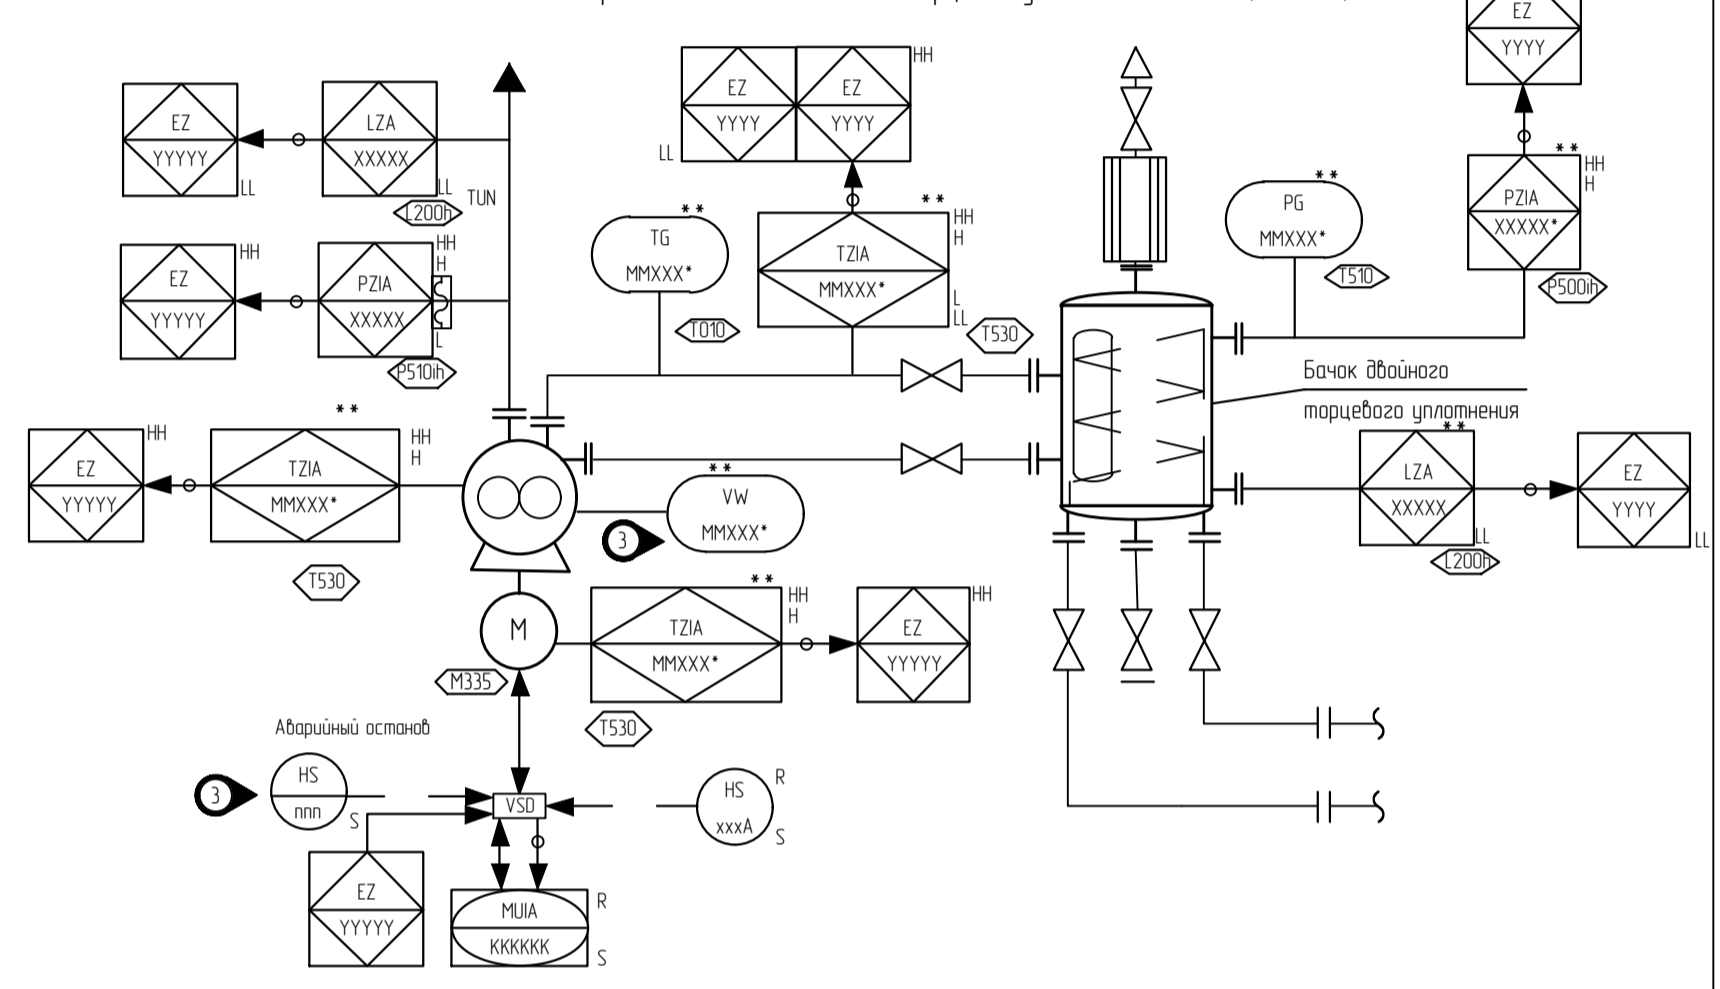 EZ
YYYY
EZ
YYYY
EZ
YYYY
HH
LL
EZ
YYYYY
LL
LZA
XXXXX
LL
L200h
TUN
EZ
YYYYY
HH
PZIA
XXXXX
HH
H
L
P510ih
**
TG
MMXXX*
T010
**
TZIA
MMXXX*
HH
H
L
LL
T530
**
PG
MMXXX*
T510
**
PZIA
XXXXX*
HH
H
P500ih
Бачок двойного
торцевого уплотнения
**
LZA
XXXXX
LL
L200h
EZ
YYYY
LL
EZ
YYYYY
HH
**
TZIA
MMXXX*
HH
H
T530
**
VW
MMXXX*
3
M
M335
**
TZIA
MMXXX*
HH
H
T530
EZ
YYYYY
HH
Аварийный останов
3
HS
ппп
S
VSD
HS
xxxA
R
S
EZ
YYYYY
MUIA
KKKKKK
R
S